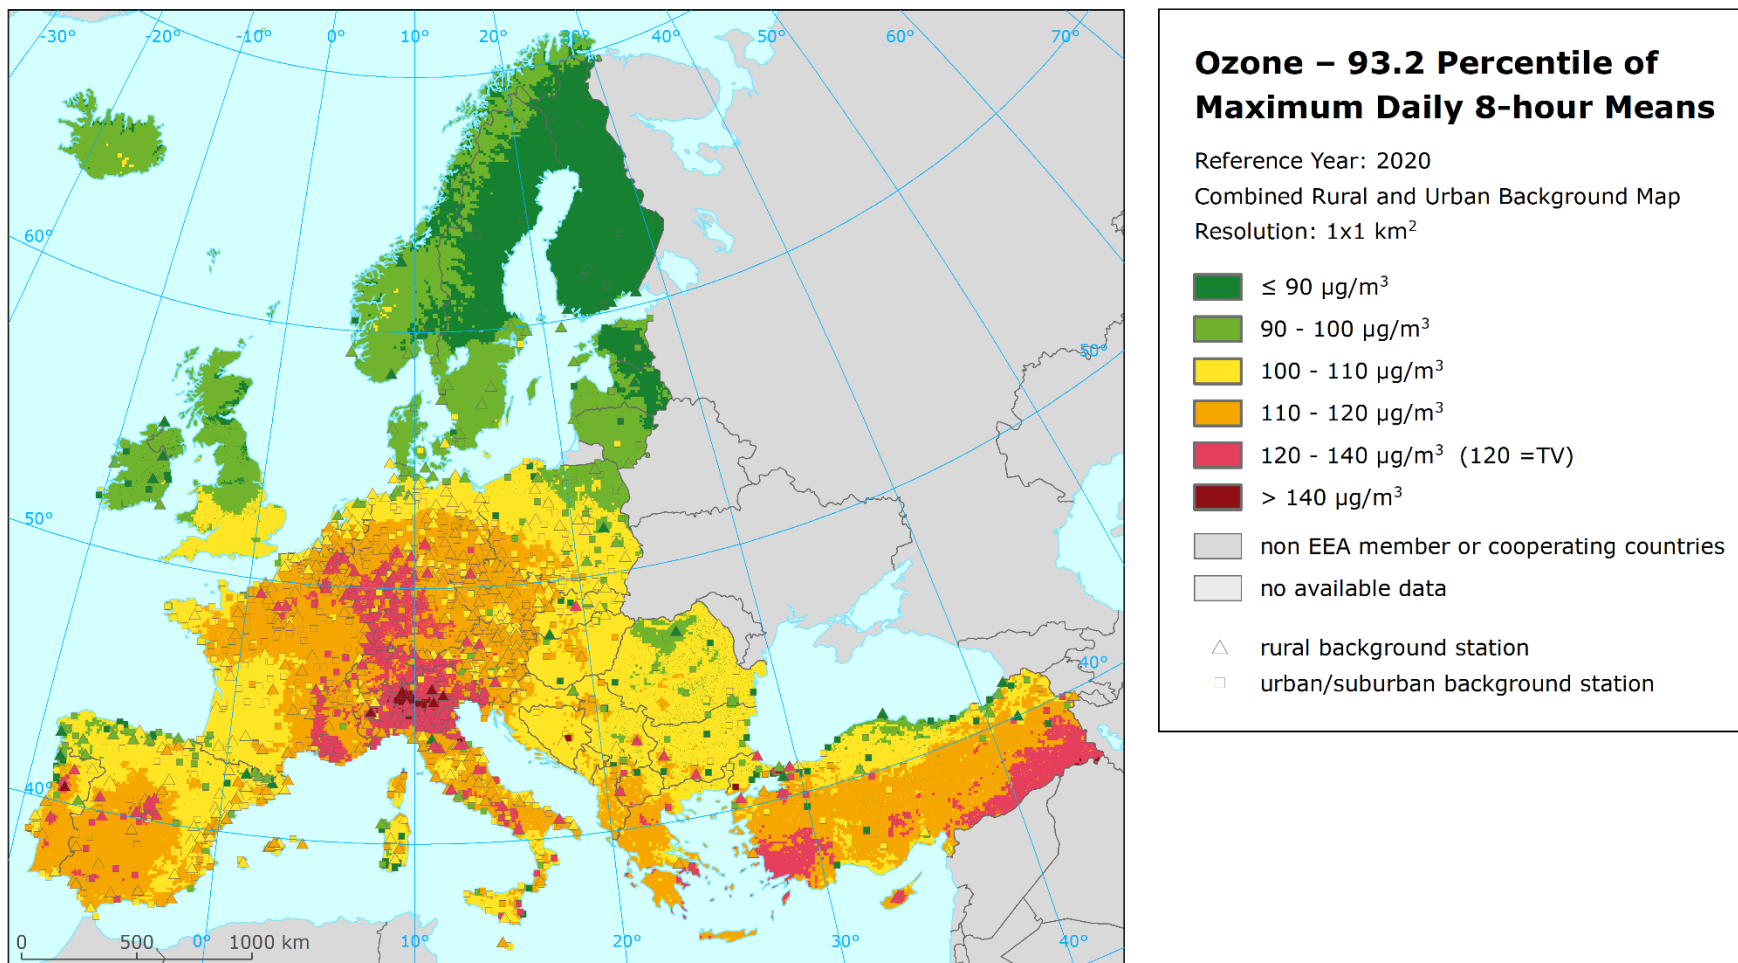 -30° -20° -10° 0° 10° 20° 30° 40° 50° 60° 70°
60°
50°
50°
40°
40°
0 500 1000 km
0° 10° 20° 30° 40°
Ozone – 93.2 Percentile of
Maximum Daily 8-hour Means
Reference Year: 2020
Combined Rural and Urban Background Map
Resolution: 1x1 km²
≤ 90 µg/m³
90 - 100 µg/m³
100 - 110 µg/m³
110 - 120 µg/m³
120 - 140 µg/m³ (120 =TV)
> 140 µg/m³
non EEA member or cooperating countries
no available data
rural background station
urban/suburban background station